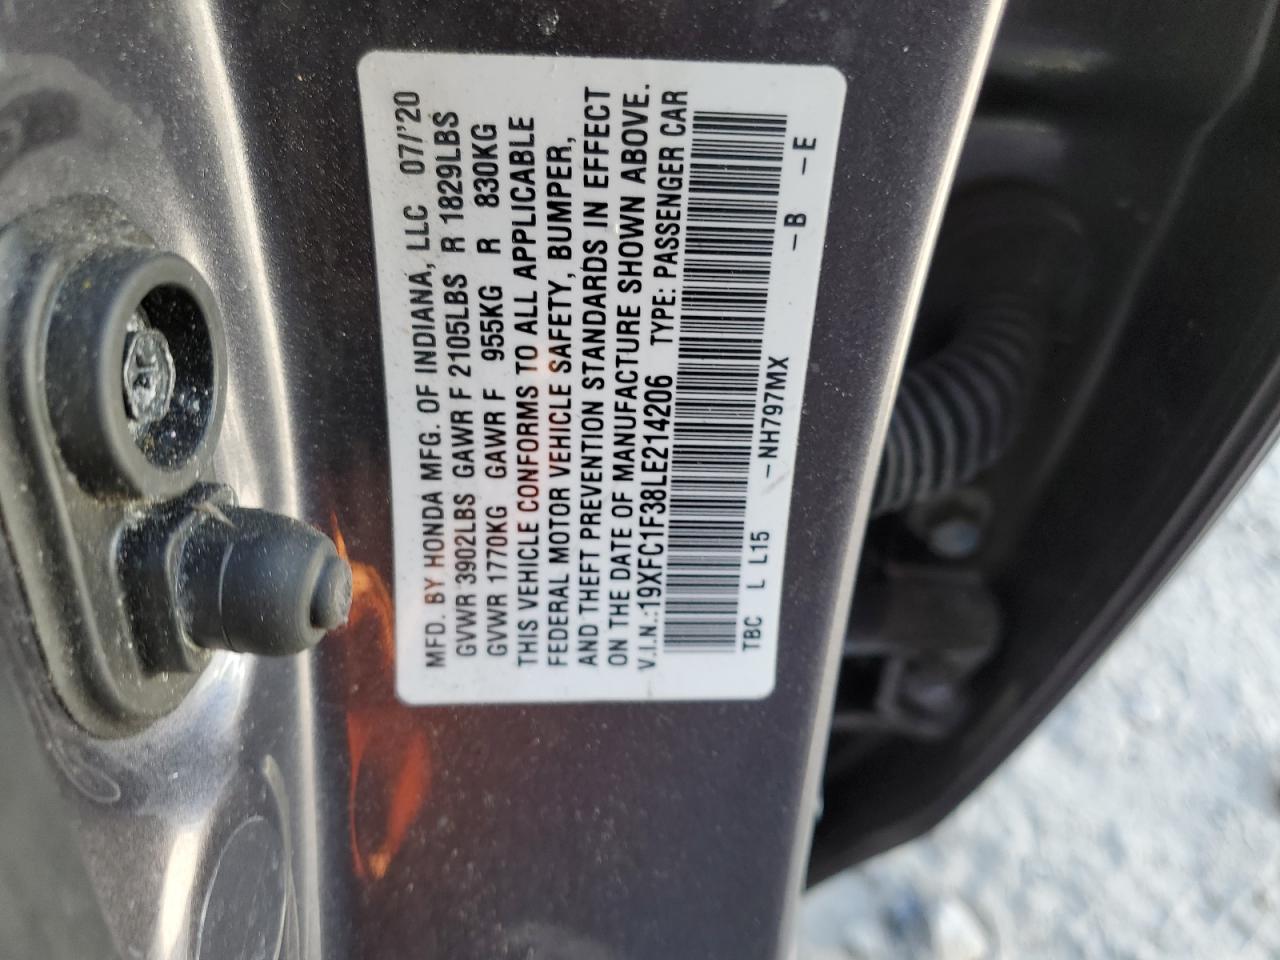 MFD. BY HONDA MFG. OF INDIANA, LLC 07/'20
GVWR 3902LBS GAWR F 2105LBS R 1829LBS
GVWR 1770KG GAWR F 955KG R 830KG
THIS VEHICLE CONFORMS TO ALL APPLICABLE
FEDERAL MOTOR VEHICLE SAFETY, BUMPER,
AND THEFT PREVENTION STANDARDS IN EFFECT
ON THE DATE OF MANUFACTURE SHOWN ABOVE.
V.I.N.:19XFC1F38LE214206 TYPE: PASSENGER CAR
TBC L L15 -NH797MX -B -E